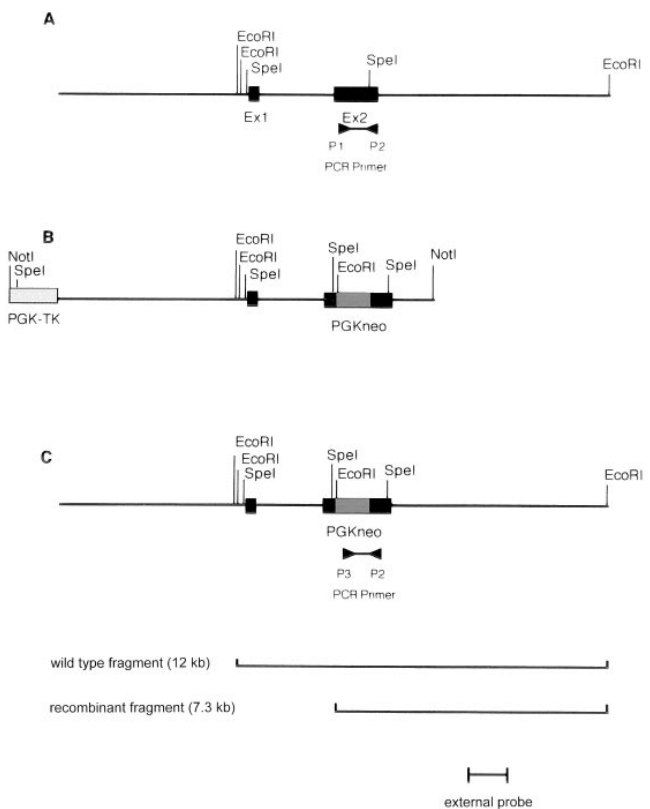 A
EcoRI
EcoRI
SpeI
SpeI
EcoRI
Ex1
Ex2
P1
P2
PCR Primer
B
NotI
SpeI
EcoRI
EcoRI
SpeI
SpeI
EcoRI
SpeI
NotI
PGK-TK
PGKneo
C
EcoRI
EcoRI
SpeI
SpeI
EcoRI
SpeI
EcoRI
PGKneo
P3
P2
PCR Primer
wild type fragment (12 kb)
recombinant fragment (7.3 kb)
external probe